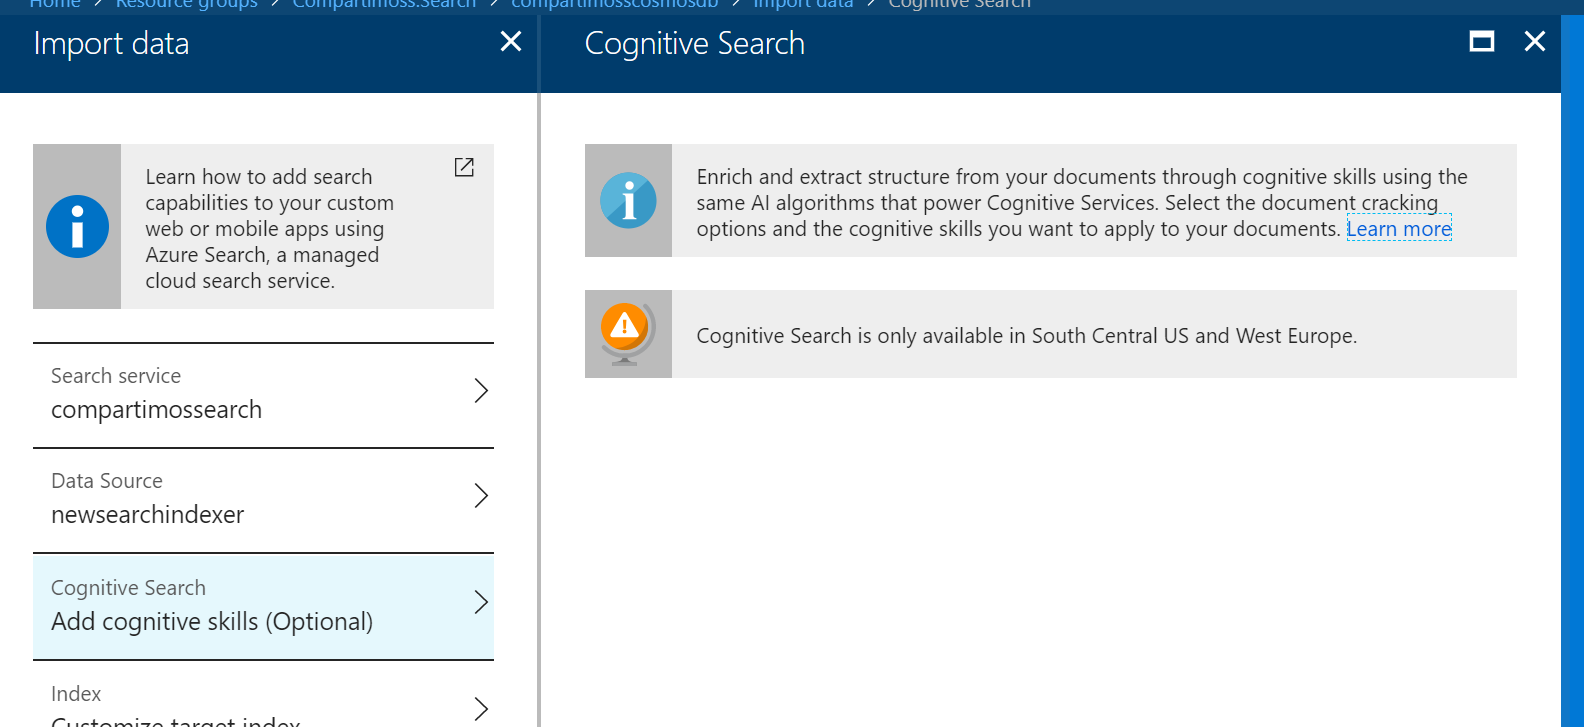 Home > Resource groups > Compartimoss.Search > compartimosscosmosdb > Import data > Cognitive Search
Import data
Cognitive Search
Learn how to add search
capabilities to your custom
web or mobile apps using
Azure Search, a managed
cloud search service.
Search service
compartimossearch
Data Source
newsearchindexer
Cognitive Search
Add cognitive skills (Optional)
Index
Customize target index
Enrich and extract structure from your documents through cognitive skills using the
same AI algorithms that power Cognitive Services. Select the document cracking
options and the cognitive skills you want to apply to your documents. Learn more
Cognitive Search is only available in South Central US and West Europe.